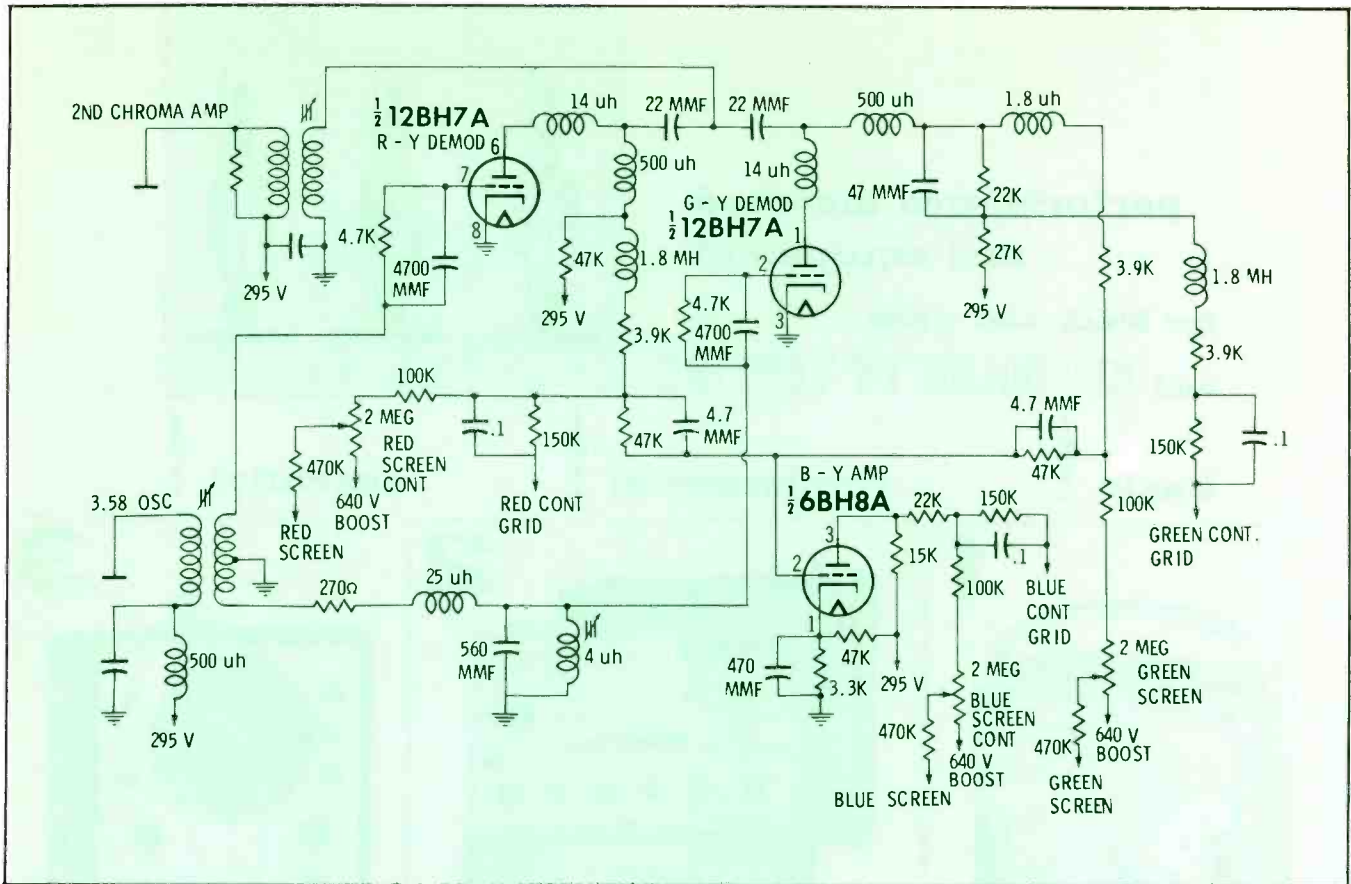 2ND CHROMA AMP
295 V
½ 12BH7A
R - Y DEMOD
6
7
8
4.7K
4700
MMF
14 uh
22 MMF
22 MMF
500 uh
47K
295 V
1.8 MH
3.9K
14 uh
G - Y DEMOD
½ 12BH7A
1
2
3
4.7K
4700
MMF
500 uh
1.8 uh
47 MMF
22K
27K
295 V
3.9K
1.8 MH
3.9K
150K
.1
GREEN CONT.
GRID
100K
2 MEG
RED
SCREEN
CONT
470K
640 V
BOOST
RED
SCREEN
.1
150K
RED CONT
GRID
47K
4.7
MMF
4.7 MMF
47K
100K
3.58 OSC
500 uh
295 V
270Ω
25 uh
560
MMF
4 uh
B - Y AMP
½ 6BH8A
3
2
1
470
MMF
3.3K
47K
15K
295 V
22K
150K
.1
BLUE
CONT
GRID
100K
2 MEG
BLUE
SCREEN
CONT
470K
640 V
BOOST
BLUE SCREEN
2 MEG
GREEN
SCREEN
470K
640 V
BOOST
GREEN
SCREEN